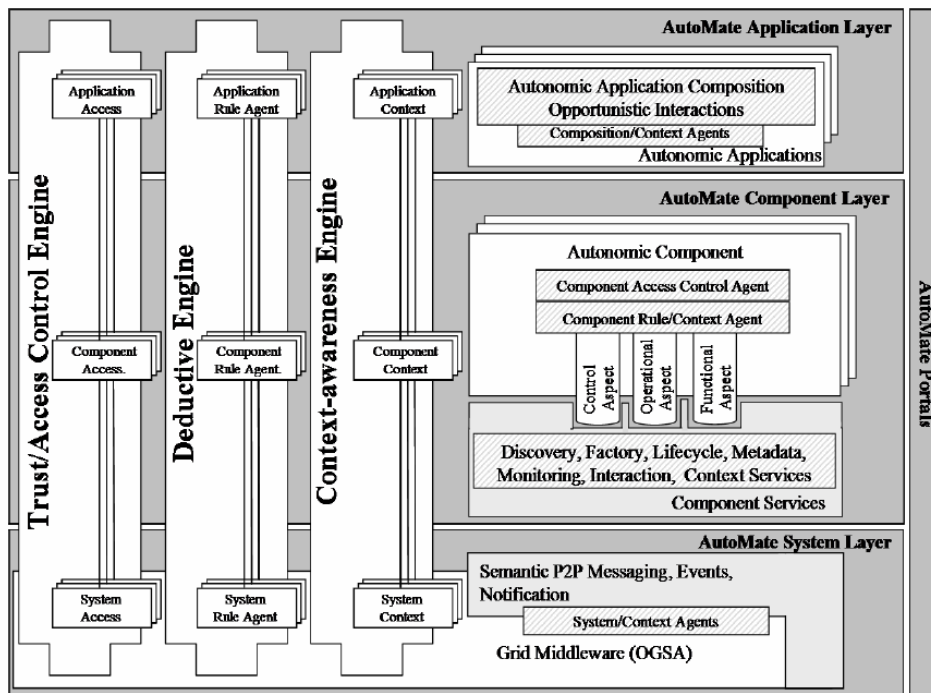 AutoMate Application Layer
Application
Access
Application
Rule Agent
Application
Context
Autonomic Application Composition
Opportunistic Interactions
Composition/Context Agents
Autonomic Applications
Trust/Access Control Engine
Deductive Engine
Context-awareness Engine
AutoMate Component Layer
Autonomic Component
Component Access Control Agent
Component Rule/Context Agent
Component
Access.
Component
Rule Agent.
Component
Context
Control
Aspect
Operational
Aspect
Functional
Aspect
Discovery, Factory, Lifecycle, Metadata,
Monitoring, Interaction, Context Services
Component Services
AutoMate System Layer
Semantic P2P Messaging, Events,
Notification
System
Access
System
Rule Agent
System
Context
System/Context Agents
Grid Middleware (OGSA)
AutoMate Portals